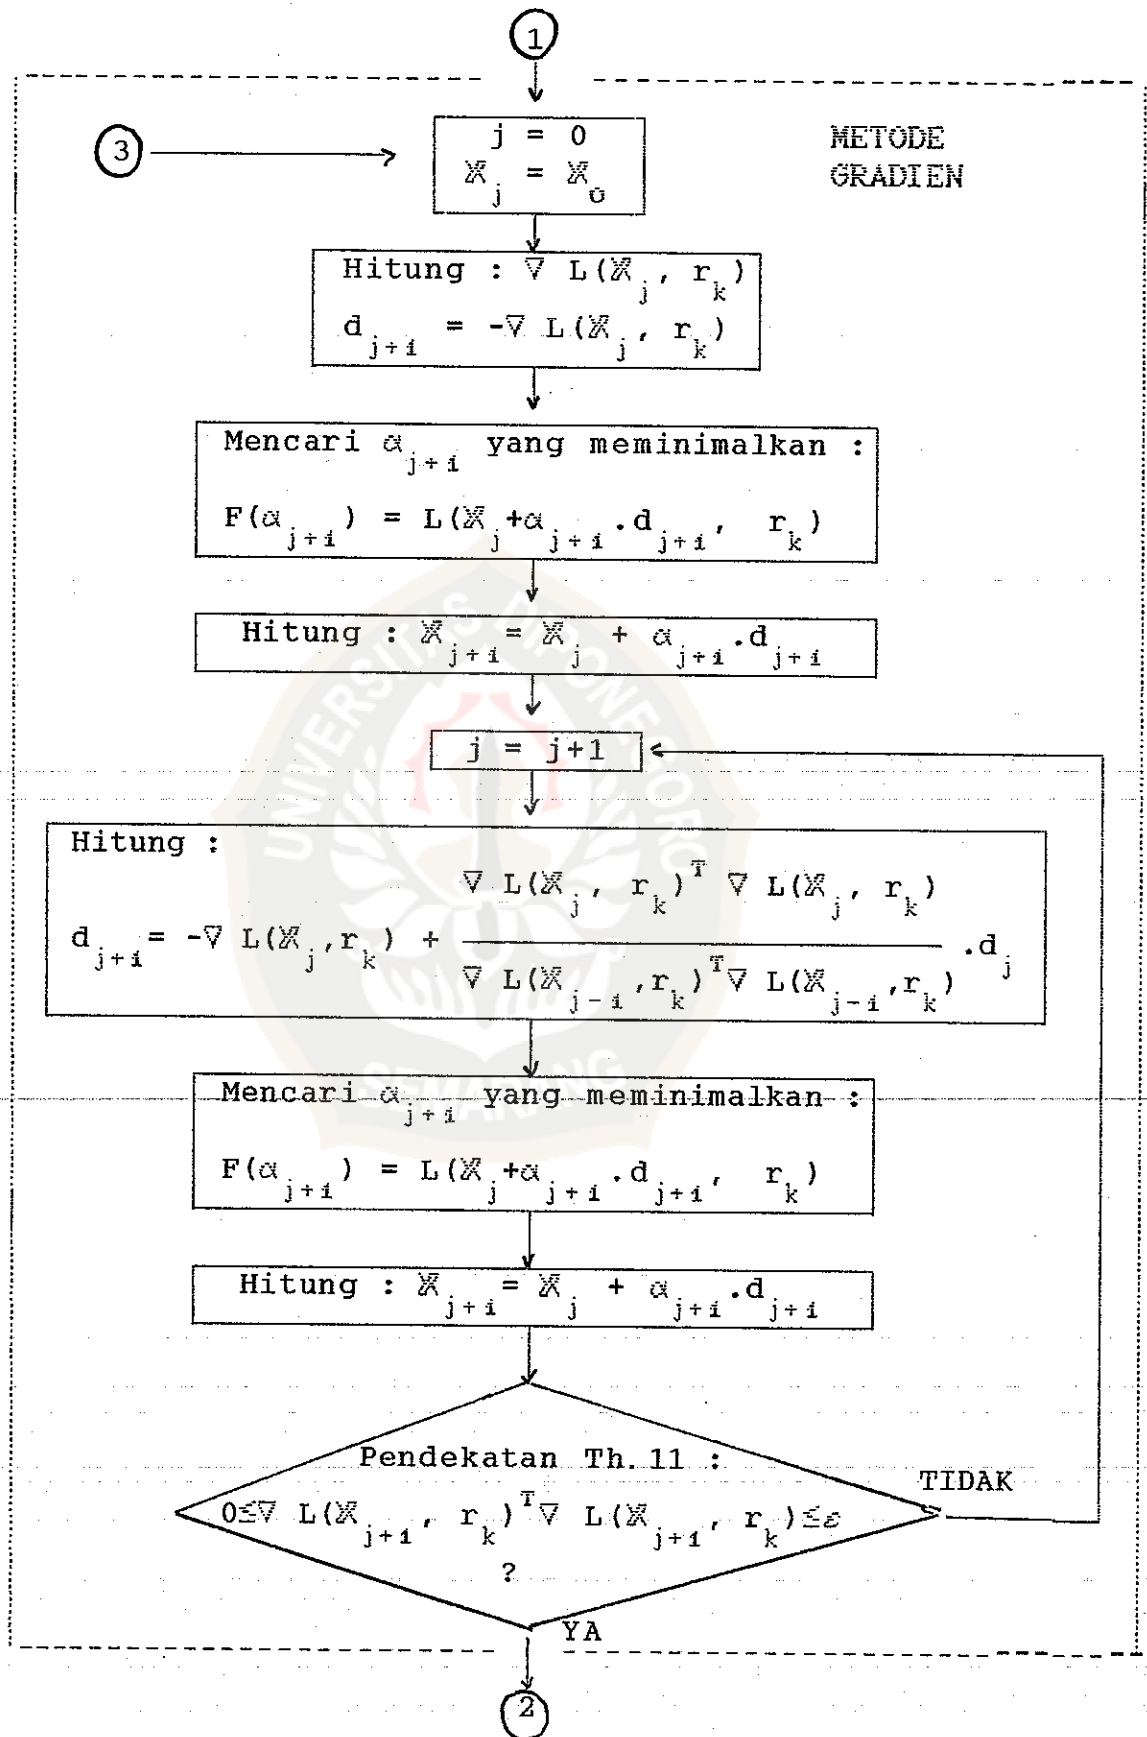 1
3
j = 0
X_j = X_0
METODE
GRADIEN
Hitung : ∇ L(X_j, r_k)
d_{j+1} = -∇ L(X_j, r_k)
Mencari α_{j+1} yang meminimalkan :
F(α_{j+1}) = L(X_j+α_{j+1}.d_{j+1}, r_k)
Hitung : X_{j+1} = X_j + α_{j+1}.d_{j+1}
j = j+1
Hitung :
∇ L(X_j, r_k)^T ∇ L(X_j, r_k)
d_{j+1} = -∇ L(X_j,r_k) + ———— .d_j
∇ L(X_{j-1},r_k)^T ∇ L(X_{j-1},r_k)
Mencari α_{j+1} yang meminimalkan :
F(α_{j+1}) = L(X_j+α_{j+1}.d_{j+1}, r_k)
Hitung : X_{j+1} = X_j + α_{j+1}.d_{j+1}
Pendekatan Th.11 :
TIDAK
0≤∇ L(X_{j+1}, r_k)^T ∇ L(X_{j+1}, r_k)≤ε
?
YA
2
UNIVERSITAS DIPONEGORO
SEMARANG